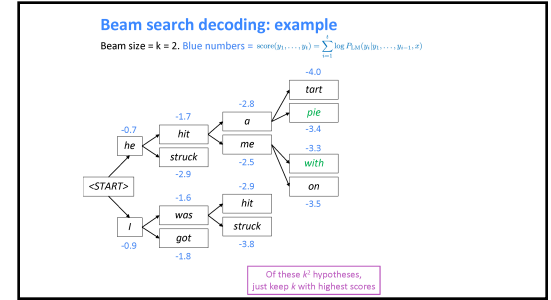 Beam search decoding: example
Beam size = k = 2. Blue numbers = score(y₁, . . . , yₜ) = ∑ᵢ₌₁ᵗ log P_LM(yᵢ|y₁, . . . , yᵢ₋₁, x)
-4.0
tart
-2.8
-1.7
a
pie
-0.7
hit
-3.4
he
me
-3.3
struck
with
-2.5
-2.9
on
<START>
-1.6
-2.9
-3.5
was
hit
I
got
struck
-0.9
-1.8
-3.8
Of these k² hypotheses,
just keep k with highest scores